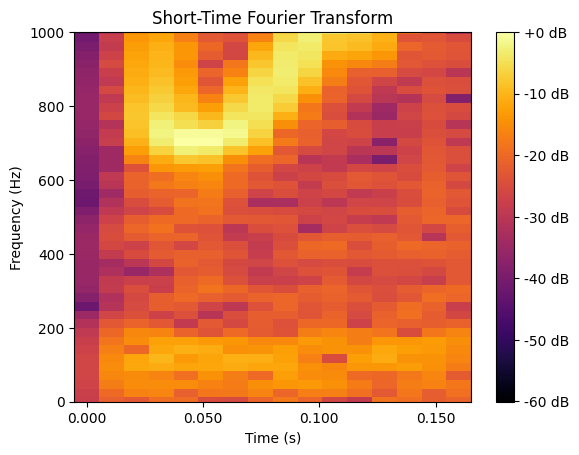 Short-Time Fourier Transform
1000
800
600
400
200
0
Frequency (Hz)
0.000
0.050
0.100
0.150
Time (s)
+0 dB
-10 dB
-20 dB
-30 dB
-40 dB
-50 dB
-60 dB